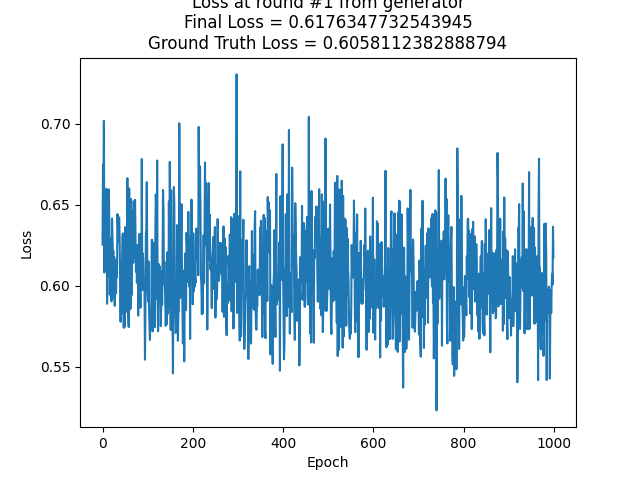 Loss at round #1 from generator
Final Loss = 0.6176347732543945
Ground Truth Loss = 0.6058112382888794
0.70
0.65
0.60
0.55
Loss
0
200
400
600
800
1000
Epoch